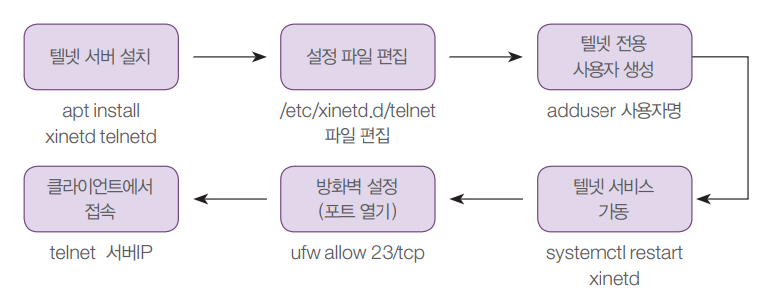 텔넷 서버 설치
apt install
xinetd telnetd
설정 파일 편집
/etc/xinetd.d/telnet
파일 편집
텔넷 전용
사용자 생성
adduser 사용자명
텔넷 서비스
가동
systemctl restart
xinetd
방화벽 설정
(포트 열기)
ufw allow 23/tcp
클라이언트에서
접속
telnet 서버IP